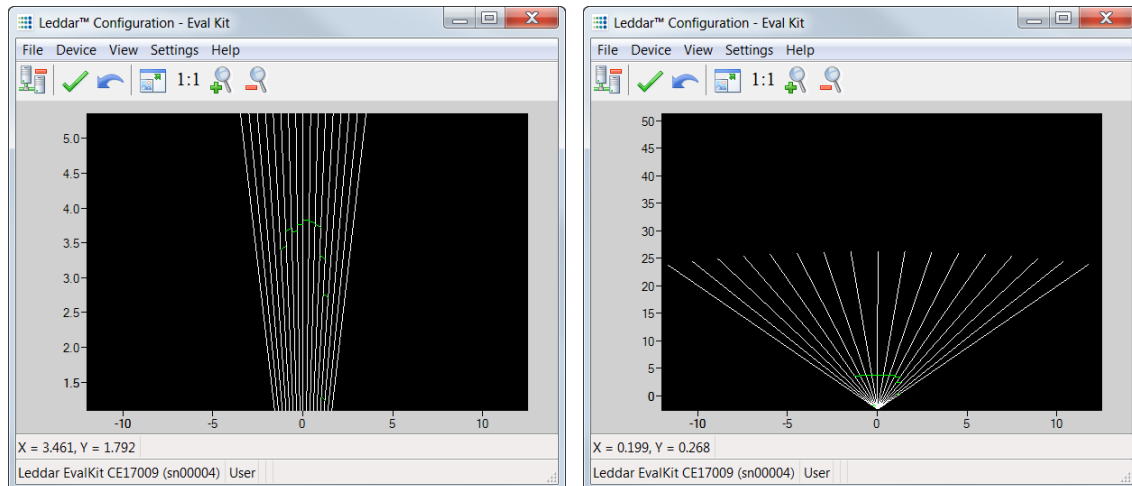 Leddar™ Configuration - Eval Kit
File Device View Settings Help
1:1
5.0
4.5
4.0
3.5
3.0
2.5
2.0
1.5
-10 -5 0 5 10
X = 3.461, Y = 1.792
Leddar EvalKit CE17009 (sn00004) User
Leddar™ Configuration - Eval Kit
File Device View Settings Help
1:1
50
45
40
35
30
25
20
15
10
5
0
-10 -5 0 5 10
X = 0.199, Y = 0.268
Leddar EvalKit CE17009 (sn00004) User